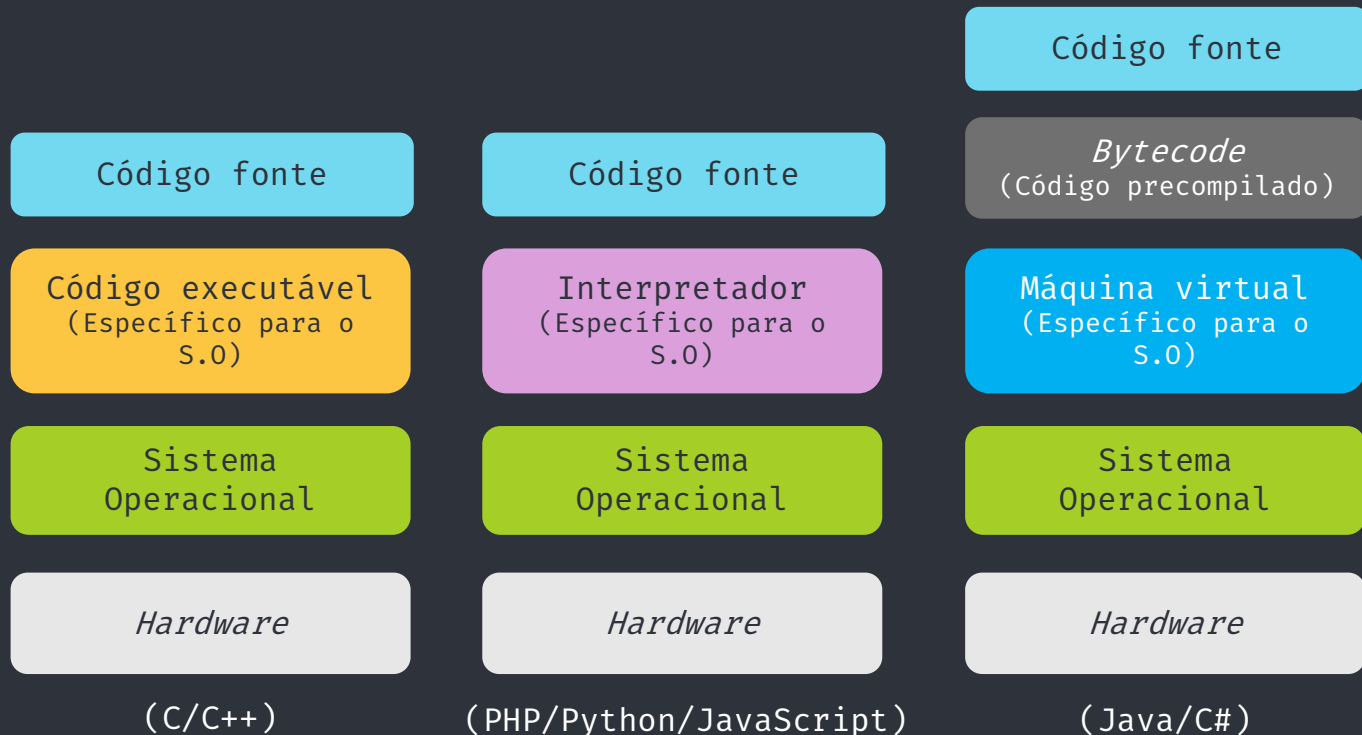 Código fonte
Código executável
(Específico para o
S.O)
Sistema
Operacional
Hardware
(C/C++)
Código fonte
Interpretador
(Específico para o
S.O)
Sistema
Operacional
Hardware
(PHP/Python/JavaScript)
Código fonte
Bytecode
(Código precompilado)
Máquina virtual
(Específico para o
S.O)
Sistema
Operacional
Hardware
(Java/C#)